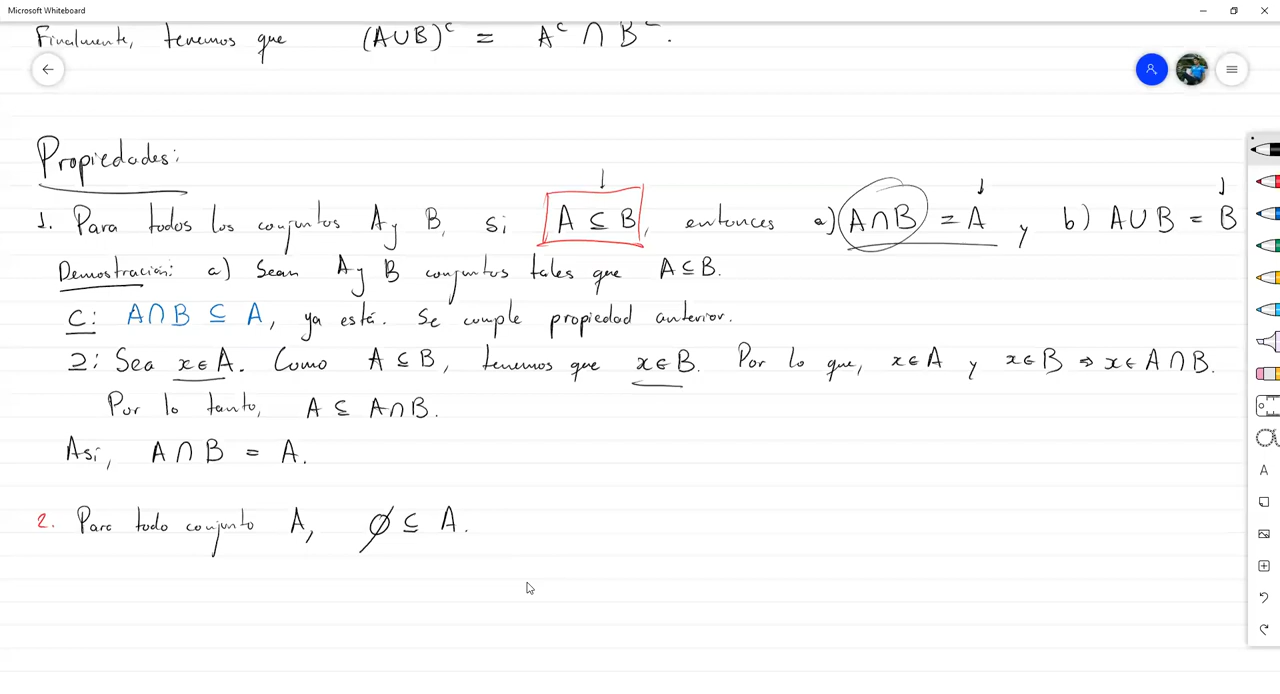 Microsoft Whiteboard
Finalmente, tenemos que (A∪B)ᶜ = Aᶜ ∩ Bᶜ.
Propiedades:
1. Para todos los conjuntos A y B, si A ⊆ B, entonces a) A∩B = A y b) A∪B = B
Demostración: a) Sean A y B conjuntos tales que A ⊆ B.
⊆: A∩B ⊆ A, ya está. Se cumple propiedad anterior.
⊇: Sea x∈A. Como A ⊆ B, tenemos que x∈B. Por lo que, x∈A y x∈B ⇒ x∈A∩B.
Por lo tanto, A ⊆ A∩B.
Así, A∩B = A.
2. Para todo conjunto A, ∅ ⊆ A.
A